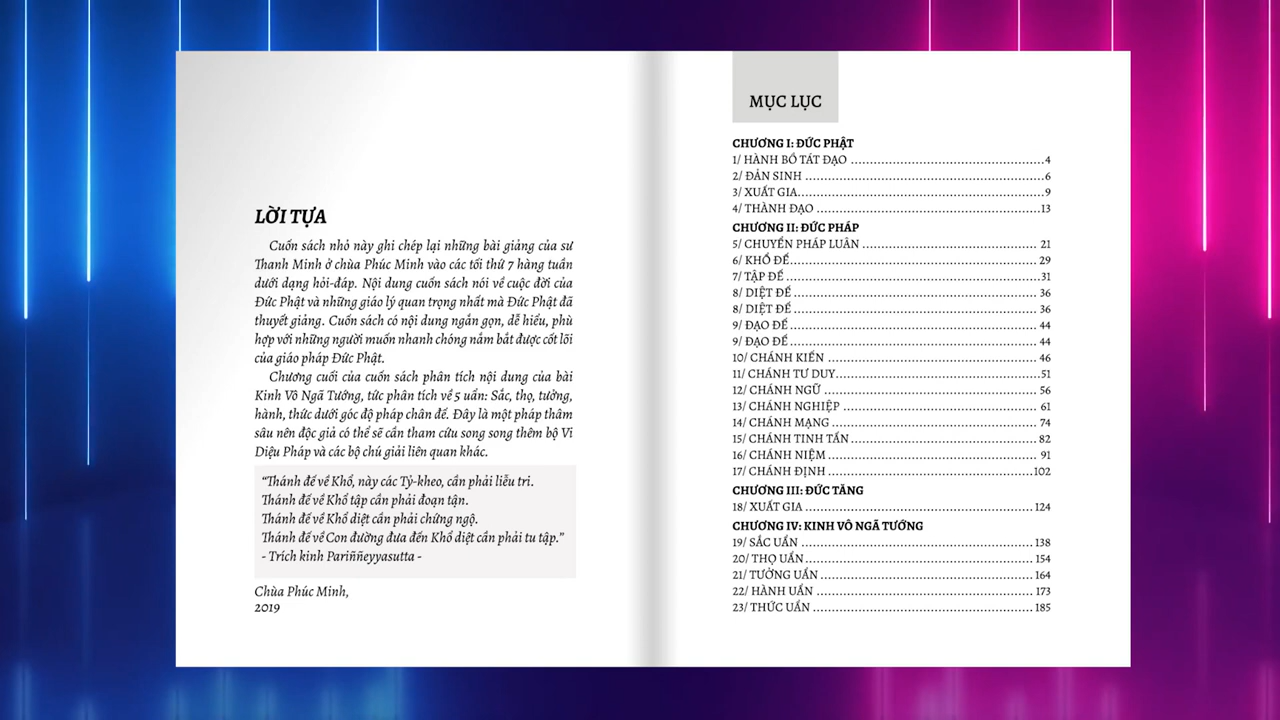 LỜI TỰA
Cuốn sách nhỏ này ghi chép lại những bài giảng của sư
Thanh Minh ở chùa Phúc Minh vào các tối thứ 7 hàng tuần
dưới dạng hỏi-đáp. Nội dung cuốn sách nói về cuộc đời của
Đức Phật và những giáo lý quan trọng nhất mà Đức Phật đã
thuyết giảng. Cuốn sách có nội dung ngắn gọn, dễ hiểu, phù
hợp với những người muốn nhanh chóng nắm bắt được cốt lõi
của giáo pháp Đức Phật.
Chương cuối của cuốn sách phân tích nội dung của bài
Kinh Vô Ngã Tướng, tức phân tích về 5 uẩn: Sắc, thọ, tưởng,
hành, thức dưới góc độ pháp chân đế. Đây là một pháp thâm
sâu nên độc giả có thể sẽ cần tham cứu song song thêm bộ Vi
Diệu Pháp và các bộ chú giải liên quan khác.
“Thánh đế về Khổ, này các Tỷ-kheo, cần phải liễu tri.
Thánh đế về Khổ tập cần phải đoạn tận.
Thánh đế về Khổ diệt cần phải chứng ngộ.
Thánh đế về Con đường đưa đến Khổ diệt cần phải tu tập.”
- Trích kinh Pariññeyyasutta -
Chùa Phúc Minh,
2019
MỤC LỤC
CHƯƠNG I: ĐỨC PHẬT
1/ HÀNH BỒ TÁT ĐẠO ................................................4
2/ ĐẢN SINH ............................................................6
3/ XUẤT GIA.............................................................9
4/ THÀNH ĐẠO ........................................................13
CHƯƠNG II: ĐỨC PHÁP
5/ CHUYỂN PHÁP LUÂN ........................................... 21
6/ KHỔ ĐẾ.............................................................. 29
7/ TẬP ĐẾ ...............................................................31
8/ DIỆT ĐẾ ............................................................. 36
8/ DIỆT ĐẾ ............................................................. 36
9/ ĐẠO ĐẾ.............................................................. 44
9/ ĐẠO ĐẾ.............................................................. 44
10/ CHÁNH KIẾN ..................................................... 46
11/ CHÁNH TƯ DUY...................................................51
12/ CHÁNH NGỮ ...................................................... 56
13/ CHÁNH NGHIỆP ................................................. 61
14/ CHÁNH MẠNG ................................................... 74
15/ CHÁNH TINH TẤN............................................... 82
16/ CHÁNH NIỆM .................................................... 91
17/ CHÁNH ĐỊNH ....................................................102
CHƯƠNG III: ĐỨC TĂNG
18/ XUẤT GIA ......................................................... 124
CHƯƠNG IV: KINH VÔ NGÃ TƯỚNG
19/ SẮC UẨN .......................................................... 138
20/ THỌ UẨN.......................................................... 154
21/ TƯỞNG UẨN ..................................................... 164
22/ HÀNH UẨN ....................................................... 173
23/ THỨC UẨN ....................................................... 185